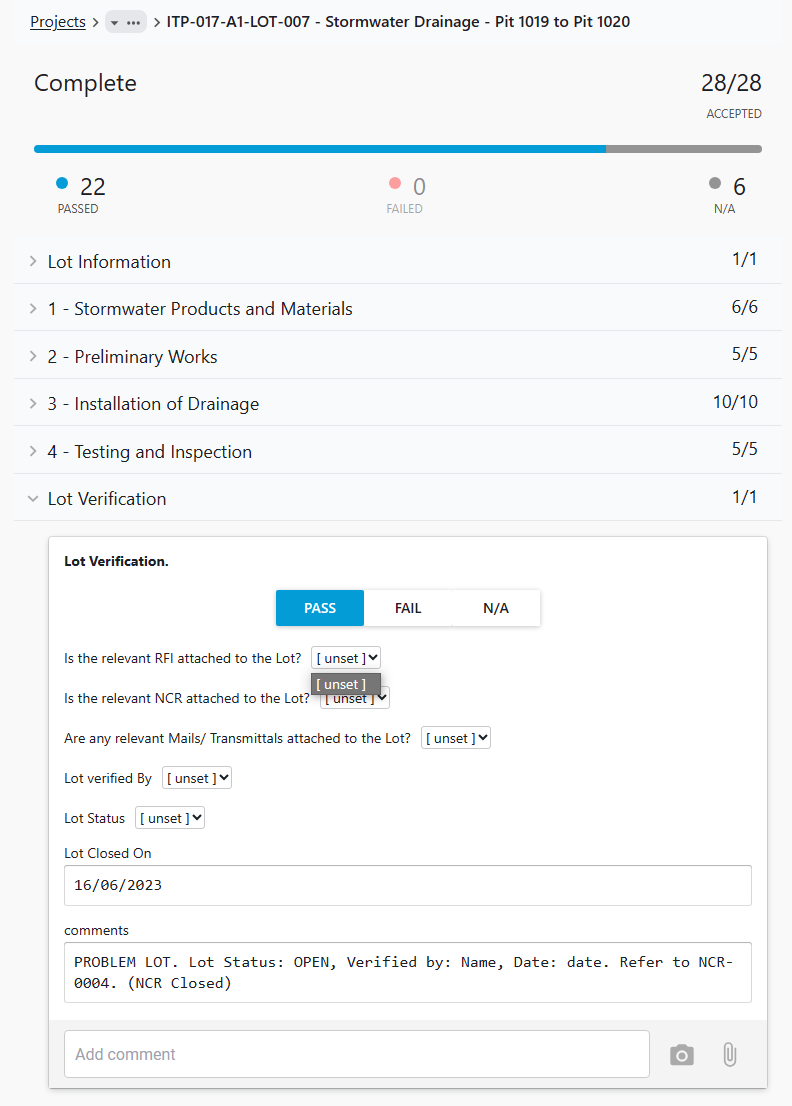 Projects > ... > ITP-017-A1-LOT-007 - Stormwater Drainage - Pit 1019 to Pit 1020
Complete 28/28
ACCEPTED
22 0 6
PASSED FAILED N/A
Lot Information 1/1
1 - Stormwater Products and Materials 6/6
2 - Preliminary Works 5/5
3 - Installation of Drainage 10/10
4 - Testing and Inspection 5/5
Lot Verification 1/1
Lot Verification.
PASS FAIL N/A
Is the relevant RFI attached to the Lot? [ unset ]
[ unset ]
Is the relevant NCR attached to the Lot? [ unset ]
Are any relevant Mails/ Transmittals attached to the Lot? [ unset ]
Lot verified By [ unset ]
Lot Status [ unset ]
Lot Closed On
16/06/2023
comments
PROBLEM LOT. Lot Status: OPEN, Verified by: Name, Date: date. Refer to NCR-
0004. (NCR Closed)
Add comment